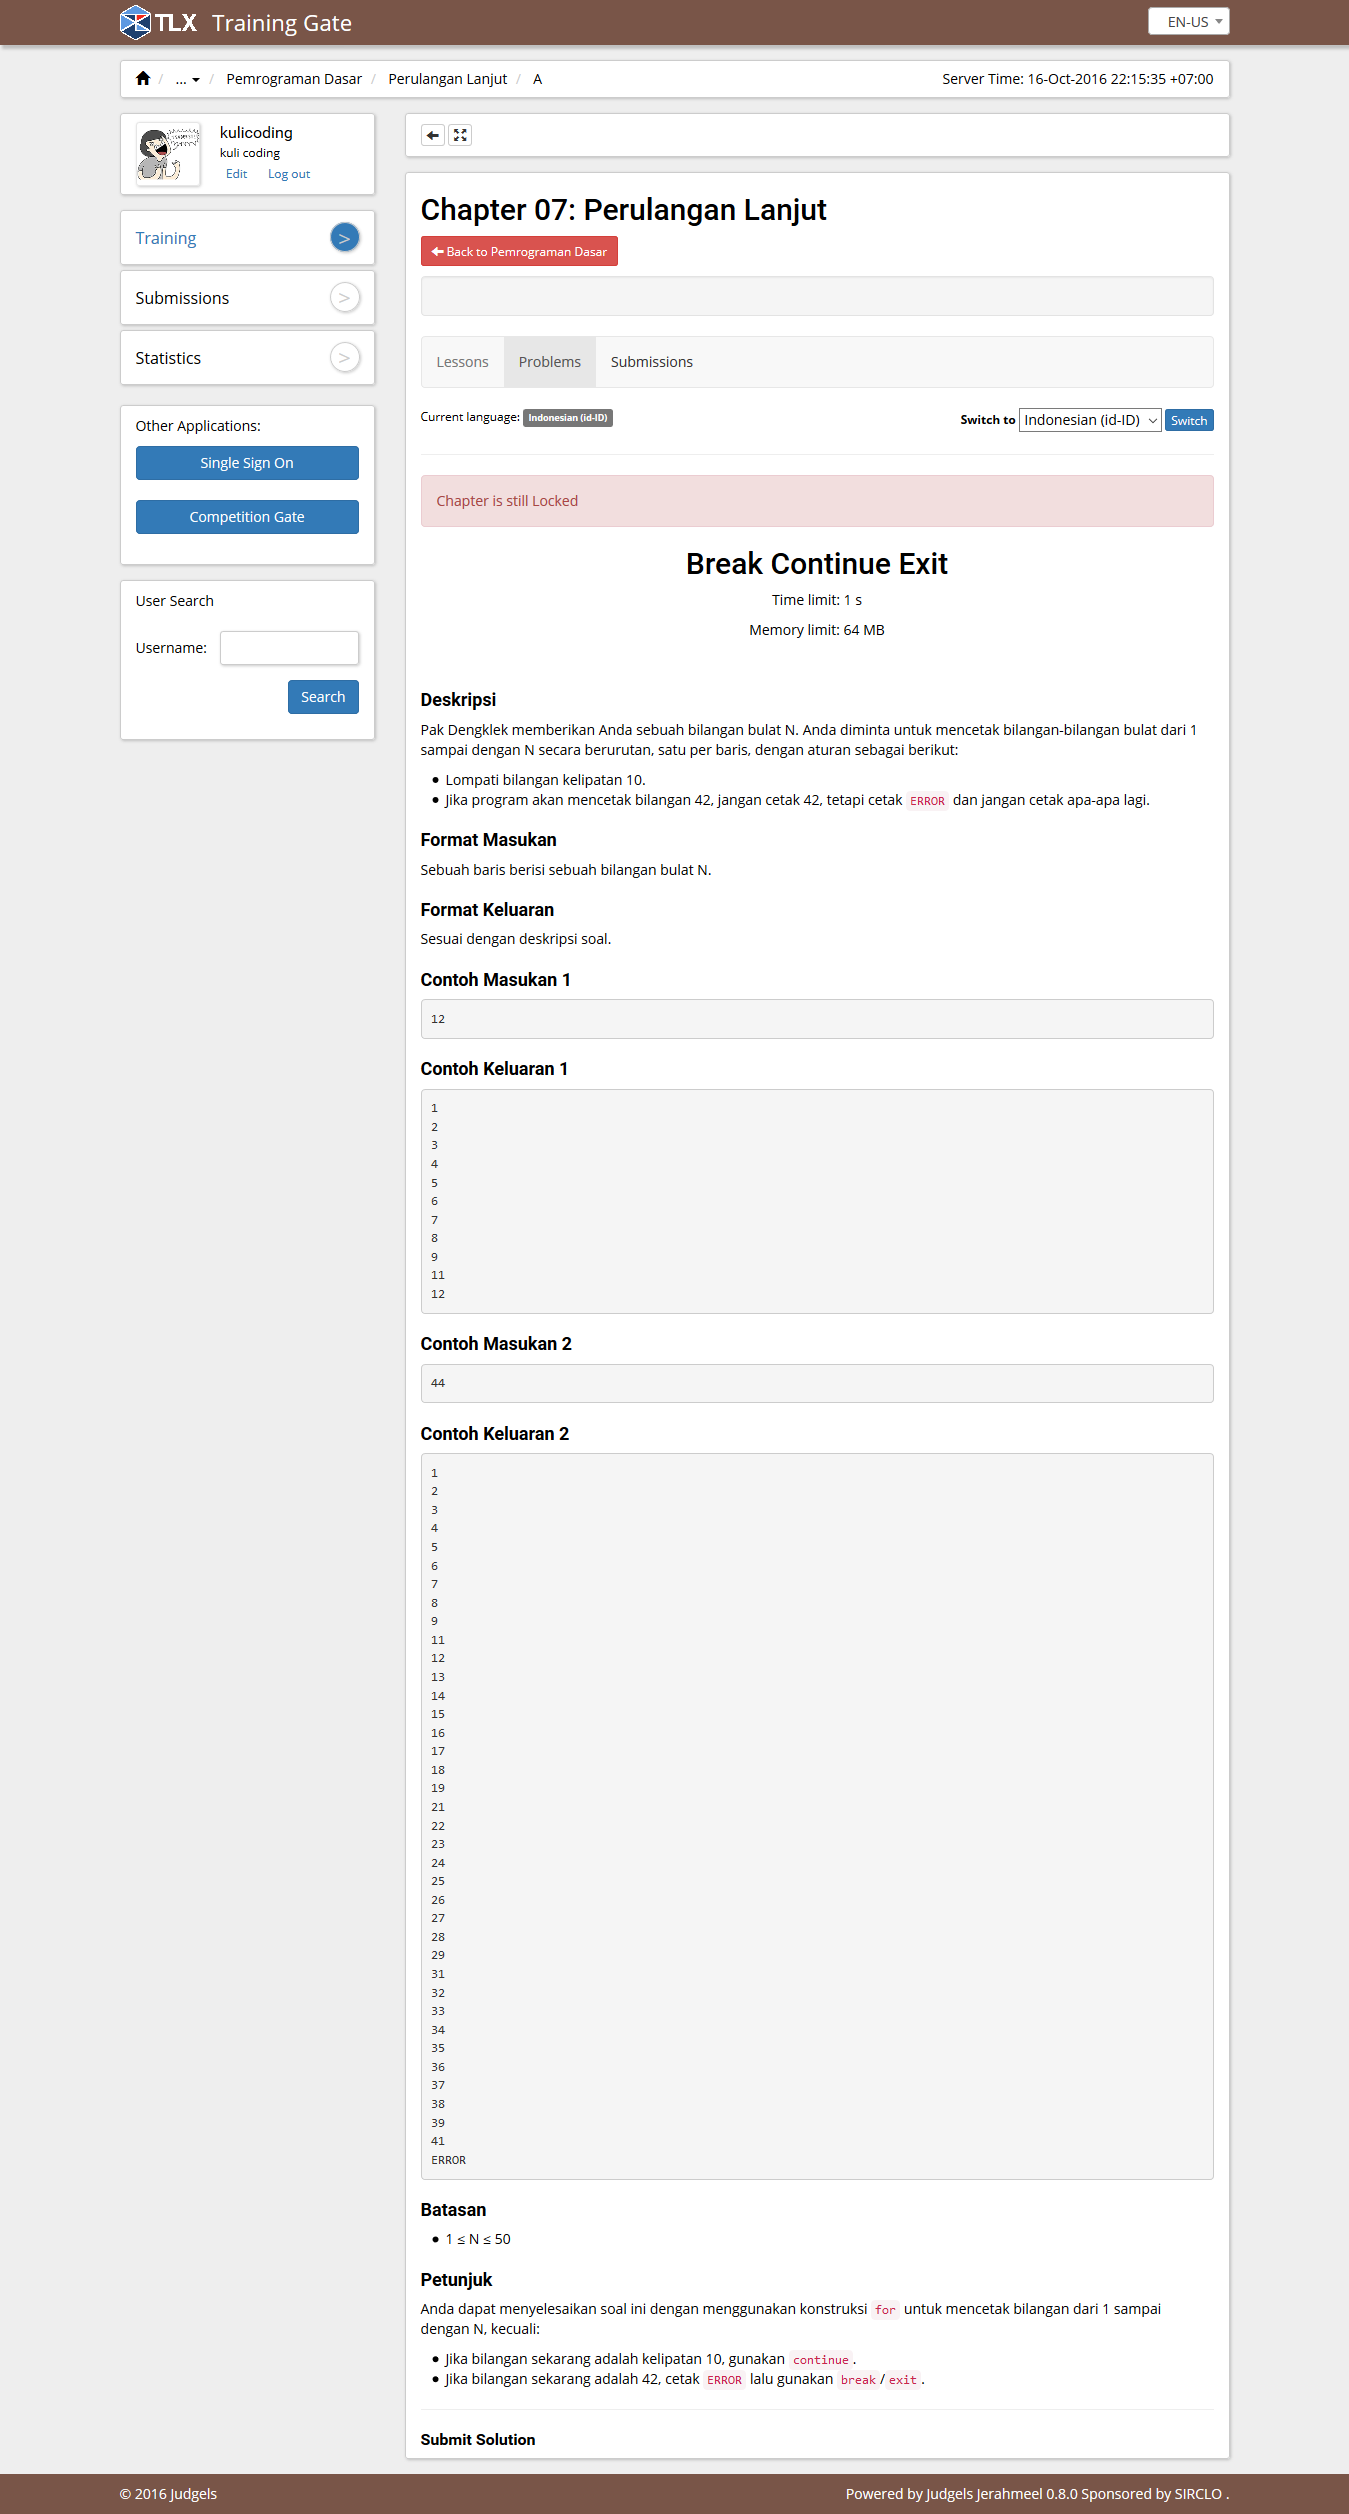 TLX Training Gate
EN-US
... Pemrograman Dasar / Perulangan Lanjut / A
Server Time: 16-Oct-2016 22:15:35 +07:00
kulicoding
kuli coding
Edit Log out
Training >
Submissions >
Statistics >
Other Applications:
Single Sign On
Competition Gate
User Search
Username:
Search
Chapter 07: Perulangan Lanjut
Back to Pemrograman Dasar
Lessons Problems Submissions
Current language: Indonesian (id-ID)
Switch to Indonesian (id-ID) Switch
Chapter is still Locked
Break Continue Exit
Time limit: 1 s
Memory limit: 64 MB
Deskripsi
Pak Dengklek memberikan Anda sebuah bilangan bulat N. Anda diminta untuk mencetak bilangan-bilangan bulat dari 1
sampai dengan N secara berurutan, satu per baris, dengan aturan sebagai berikut:
• Lompati bilangan kelipatan 10.
• Jika program akan mencetak bilangan 42, jangan cetak 42, tetapi cetak ERROR dan jangan cetak apa-apa lagi.
Format Masukan
Sebuah baris berisi sebuah bilangan bulat N.
Format Keluaran
Sesuai dengan deskripsi soal.
Contoh Masukan 1
12
Contoh Keluaran 1
1
2
3
4
5
6
7
8
9
11
12
Contoh Masukan 2
44
Contoh Keluaran 2
1
2
3
4
5
6
7
8
9
11
12
13
14
15
16
17
18
19
21
22
23
24
25
26
27
28
29
31
32
33
34
35
36
37
38
39
41
ERROR
Batasan
• 1 ≤ N ≤ 50
Petunjuk
Anda dapat menyelesaikan soal ini dengan menggunakan konstruksi for untuk mencetak bilangan dari 1 sampai
dengan N, kecuali:
• Jika bilangan sekarang adalah kelipatan 10, gunakan continue.
• Jika bilangan sekarang adalah 42, cetak ERROR lalu gunakan break/exit.
Submit Solution
© 2016 Judgels
Powered by Judgels Jerahmeel 0.8.0 Sponsored by SIRCLO .